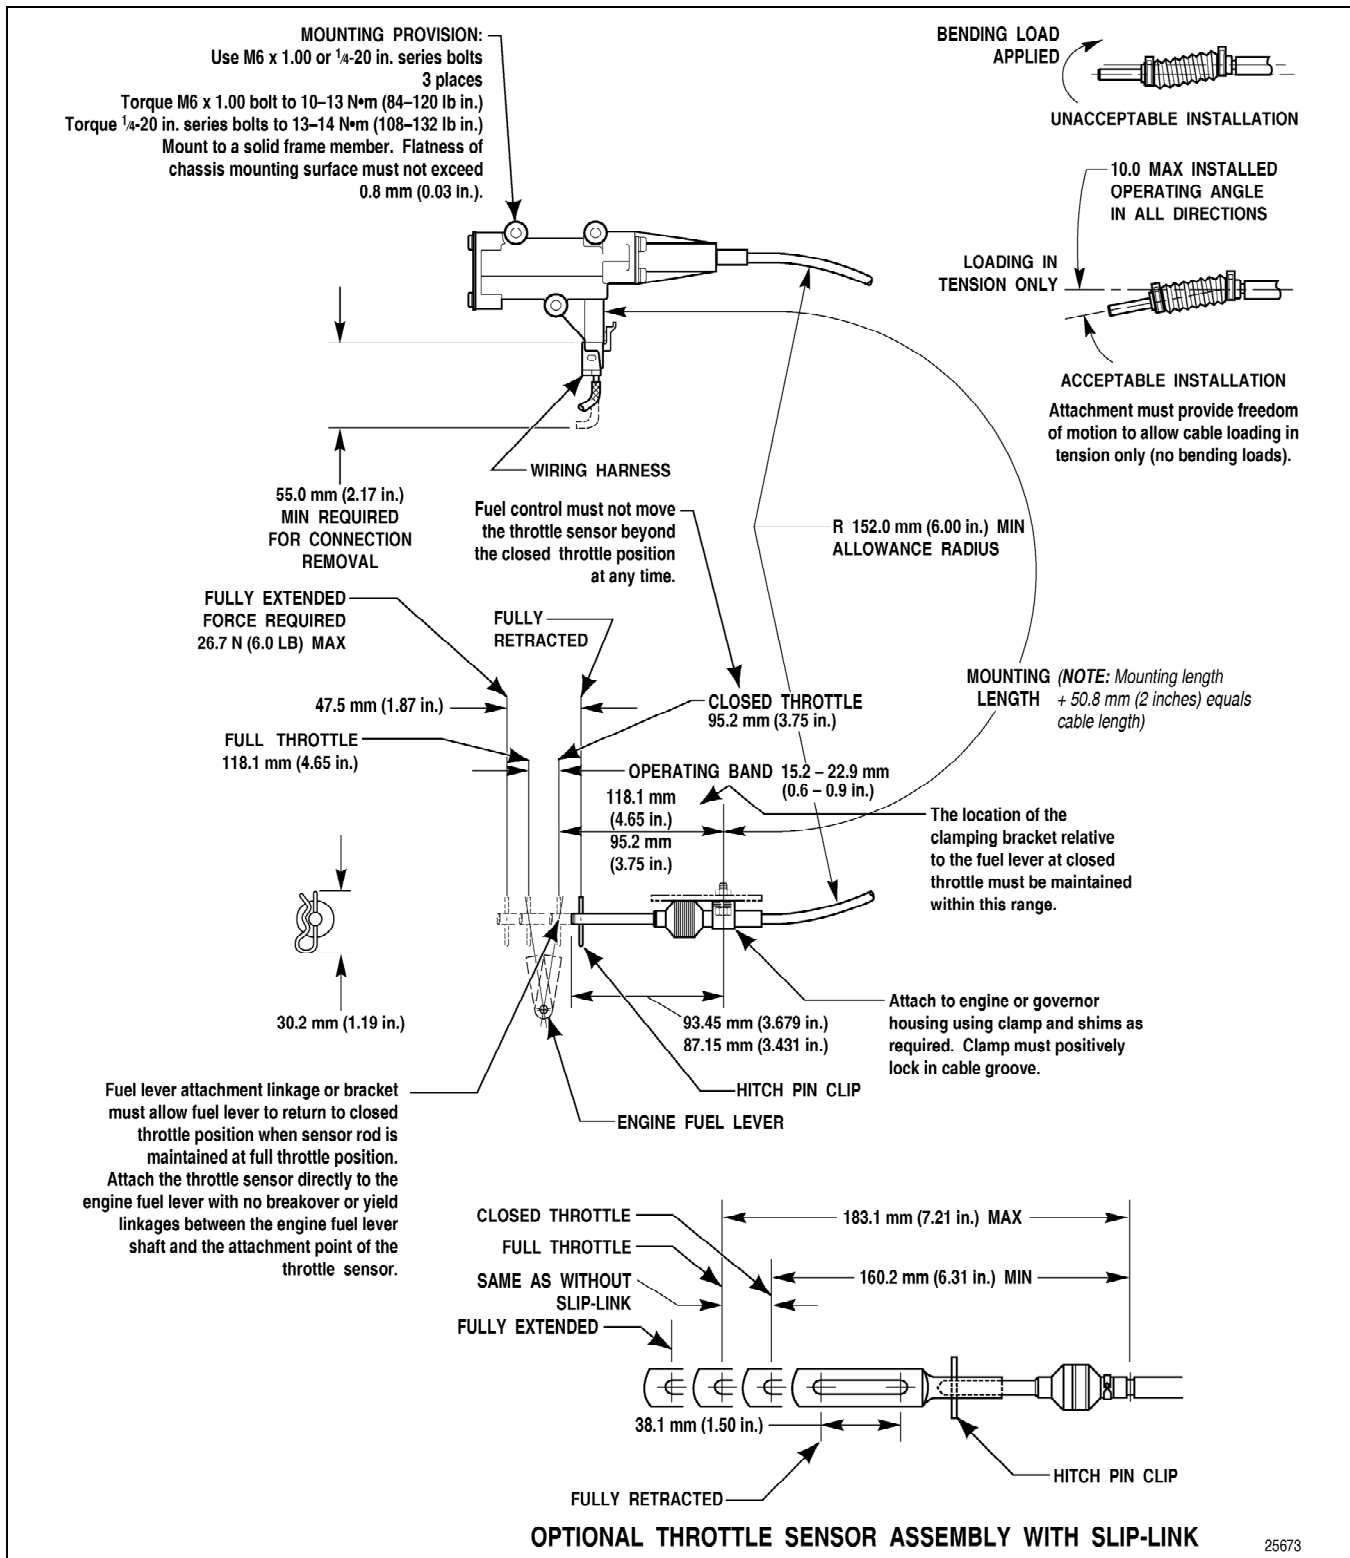 MOUNTING PROVISION:
Use M6 x 1.00 or 1/4-20 in. series bolts
3 places
Torque M6 x 1.00 bolt to 10–13 N•m (84–120 lb in.)
Torque 1/4-20 in. series bolts to 13–14 N•m (108–132 lb in.)
Mount to a solid frame member. Flatness of
chassis mounting surface must not exceed
0.8 mm (0.03 in.).
BENDING LOAD
APPLIED
UNACCEPTABLE INSTALLATION
10.0 MAX INSTALLED
OPERATING ANGLE
IN ALL DIRECTIONS
LOADING IN
TENSION ONLY
ACCEPTABLE INSTALLATION
Attachment must provide freedom
of motion to allow cable loading in
tension only (no bending loads).
WIRING HARNESS
55.0 mm (2.17 in.)
MIN REQUIRED
FOR CONNECTION
REMOVAL
Fuel control must not move
the throttle sensor beyond
the closed throttle position
at any time.
R 152.0 mm (6.00 in.) MIN
ALLOWANCE RADIUS
FULLY EXTENDED
FORCE REQUIRED
26.7 N (6.0 LB) MAX
FULLY
RETRACTED
MOUNTING LENGTH
(NOTE: Mounting length
+ 50.8 mm (2 inches) equals
cable length)
47.5 mm (1.87 in.)
CLOSED THROTTLE
95.2 mm (3.75 in.)
FULL THROTTLE
118.1 mm (4.65 in.)
OPERATING BAND 15.2 – 22.9 mm
(0.6 – 0.9 in.)
118.1 mm
(4.65 in.)
95.2 mm
(3.75 in.)
The location of the
clamping bracket relative
to the fuel lever at closed
throttle must be maintained
within this range.
30.2 mm (1.19 in.)
93.45 mm (3.679 in.)
87.15 mm (3.431 in.)
Attach to engine or governor
housing using clamp and shims as
required. Clamp must positively
lock in cable groove.
HITCH PIN CLIP
ENGINE FUEL LEVER
Fuel lever attachment linkage or bracket
must allow fuel lever to return to closed
throttle position when sensor rod is
maintained at full throttle position.
Attach the throttle sensor directly to the
engine fuel lever with no breakover or yield
linkages between the engine fuel lever
shaft and the attachment point of the
throttle sensor.
CLOSED THROTTLE
183.1 mm (7.21 in.) MAX
FULL THROTTLE
160.2 mm (6.31 in.) MIN
SAME AS WITHOUT
SLIP-LINK
FULLY EXTENDED
38.1 mm (1.50 in.)
HITCH PIN CLIP
FULLY RETRACTED
OPTIONAL THROTTLE SENSOR ASSEMBLY WITH SLIP-LINK
25673